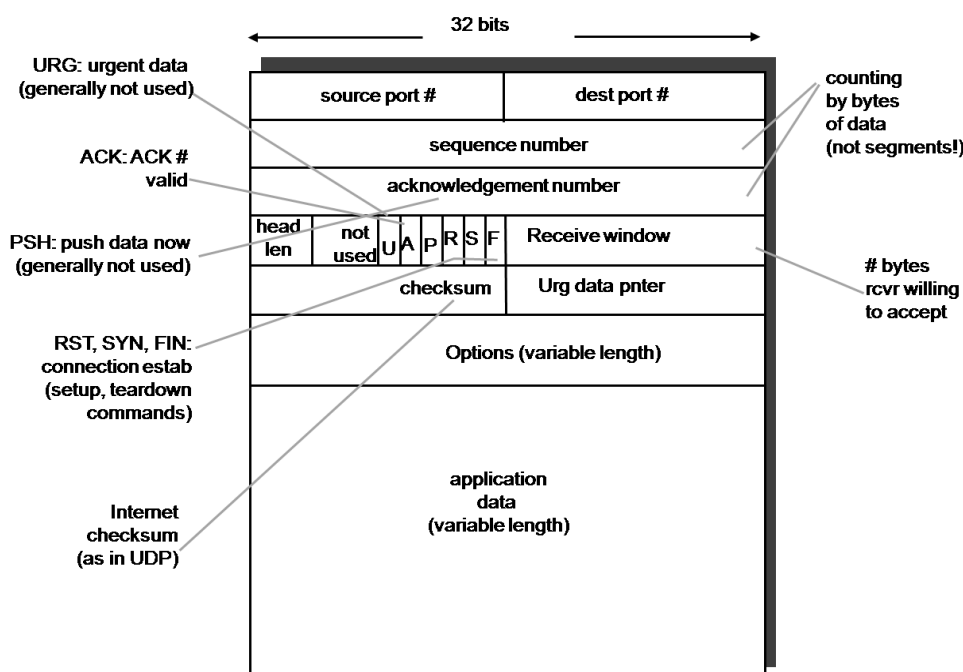 32 bits
URG: urgent data
(generally not used)
ACK: ACK #
valid
PSH: push data now
(generally not used)
RST, SYN, FIN:
connection estab
(setup, teardown
commands)
Internet
checksum
(as in UDP)
source port #
dest port #
sequence number
acknowledgement number
head
len
not
used
U
A
P
R
S
F
Receive window
checksum
Urg data pnter
Options (variable length)
application
data
(variable length)
counting
by bytes
of data
(not segments!)
# bytes
rcvr willing
to accept